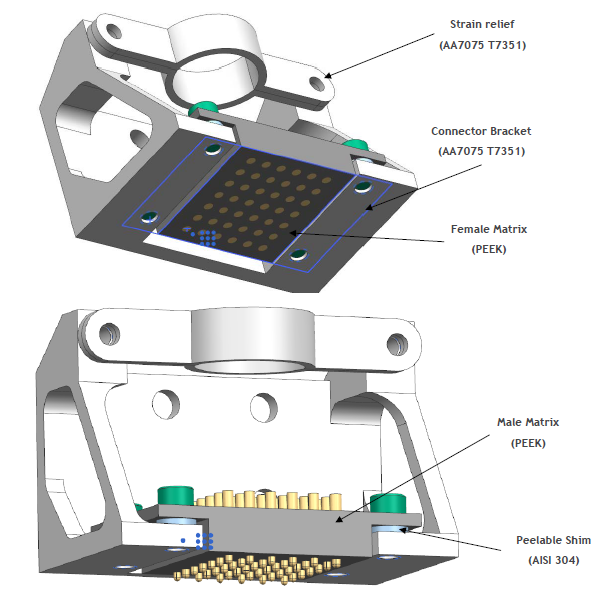 Strain relief
(AA7075 T7351)
Connector Bracket
(AA7075 T7351)
Female Matrix
(PEEK)
Male Matrix
(PEEK)
Peelable Shim
(AISI 304)